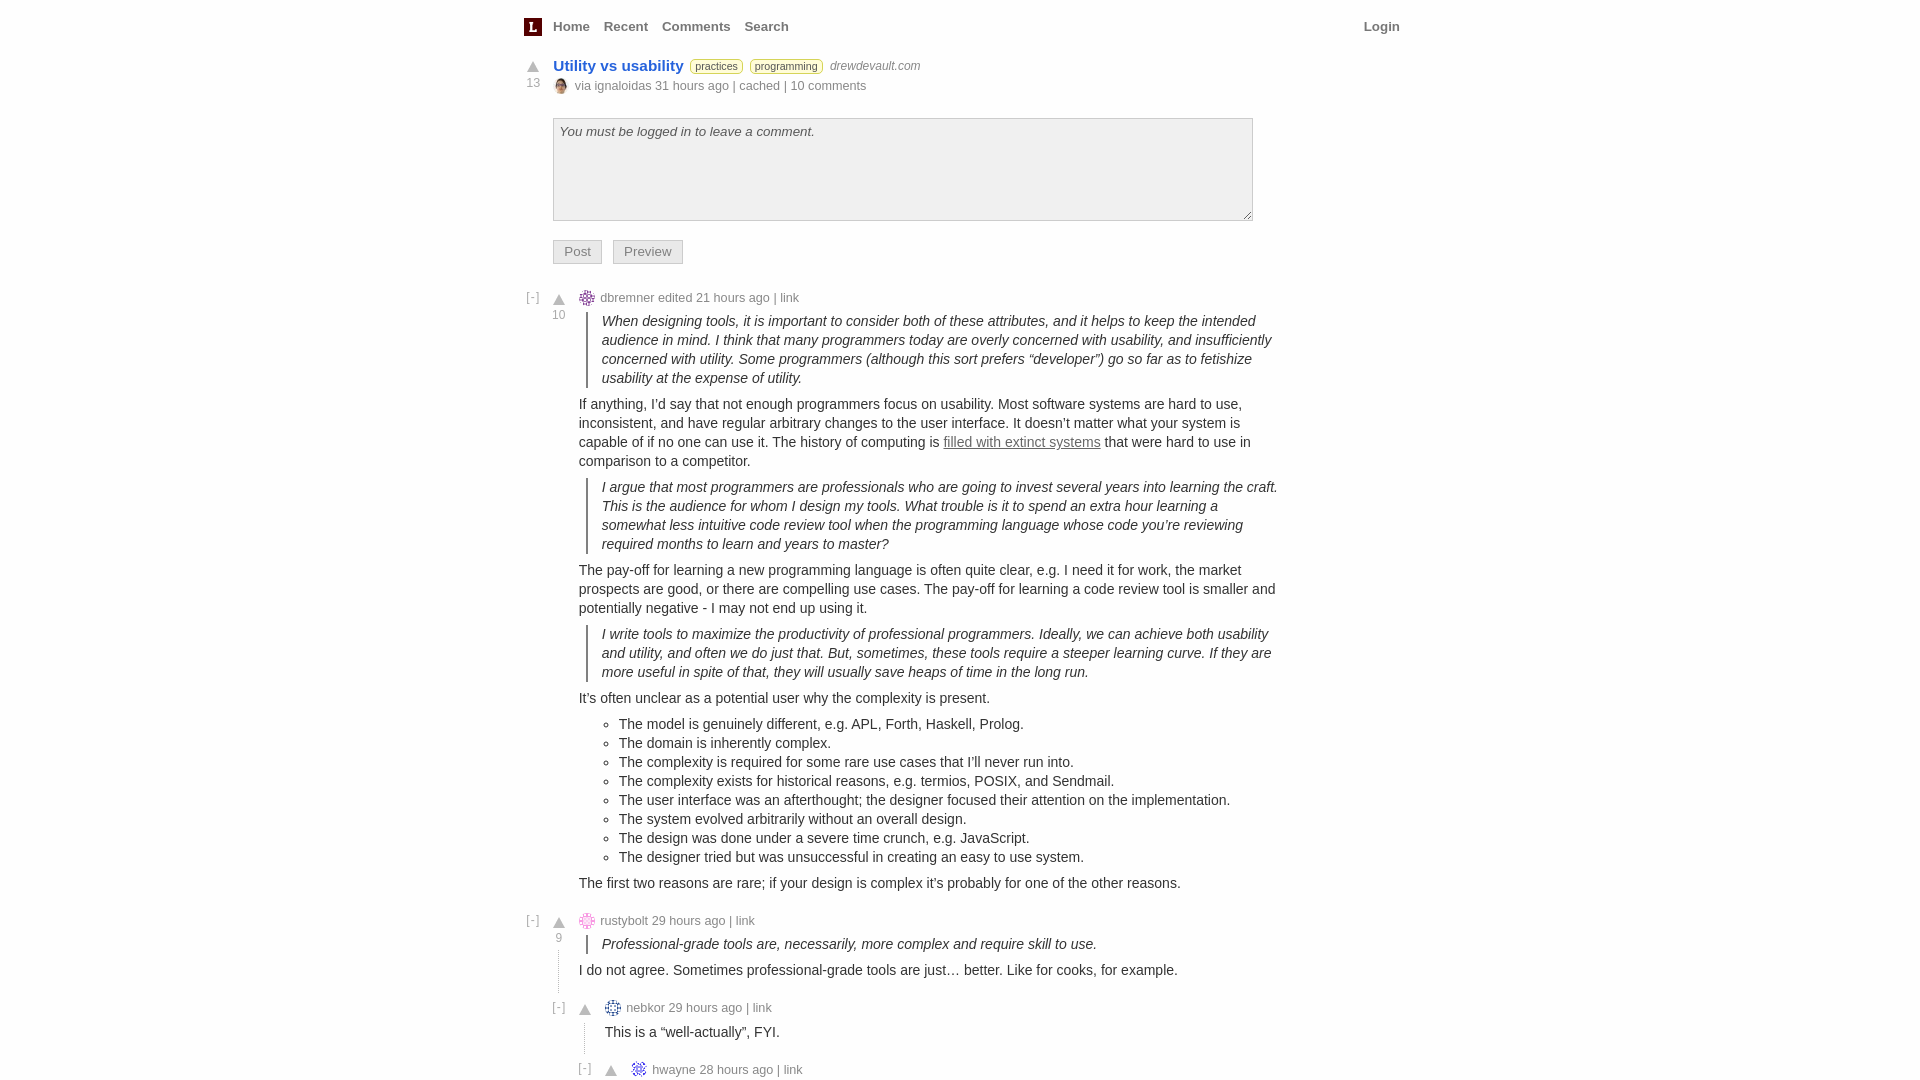 L Home Recent Comments Search Login
Utility vs usability practices programming drewdevault.com
13
via ignaloidas 31 hours ago | cached | 10 comments
You must be logged in to leave a comment.
Post Preview
[-] dbremner edited 21 hours ago | link
10
When designing tools, it is important to consider both of these attributes, and it helps to keep the intended
audience in mind. I think that many programmers today are overly concerned with usability, and insufficiently
concerned with utility. Some programmers (although this sort prefers “developer”) go so far as to fetishize
usability at the expense of utility.
If anything, I’d say that not enough programmers focus on usability. Most software systems are hard to use,
inconsistent, and have regular arbitrary changes to the user interface. It doesn’t matter what your system is
capable of if no one can use it. The history of computing is filled with extinct systems that were hard to use in
comparison to a competitor.
I argue that most programmers are professionals who are going to invest several years into learning the craft.
This is the audience for whom I design my tools. What trouble is it to spend an extra hour learning a
somewhat less intuitive code review tool when the programming language whose code you’re reviewing
required months to learn and years to master?
The pay-off for learning a new programming language is often quite clear, e.g. I need it for work, the market
prospects are good, or there are compelling use cases. The pay-off for learning a code review tool is smaller and
potentially negative - I may not end up using it.
I write tools to maximize the productivity of professional programmers. Ideally, we can achieve both usability
and utility, and often we do just that. But, sometimes, these tools require a steeper learning curve. If they are
more useful in spite of that, they will usually save heaps of time in the long run.
It’s often unclear as a potential user why the complexity is present.
The model is genuinely different, e.g. APL, Forth, Haskell, Prolog.
The domain is inherently complex.
The complexity is required for some rare use cases that I’ll never run into.
The complexity exists for historical reasons, e.g. termios, POSIX, and Sendmail.
The user interface was an afterthought; the designer focused their attention on the implementation.
The system evolved arbitrarily without an overall design.
The design was done under a severe time crunch, e.g. JavaScript.
The designer tried but was unsuccessful in creating an easy to use system.
The first two reasons are rare; if your design is complex it’s probably for one of the other reasons.
[-] rustybolt 29 hours ago | link
9
Professional-grade tools are, necessarily, more complex and require skill to use.
I do not agree. Sometimes professional-grade tools are just… better. Like for cooks, for example.
[-] nebkor 29 hours ago | link
This is a “well-actually”, FYI.
[-] hwayne 28 hours ago | link